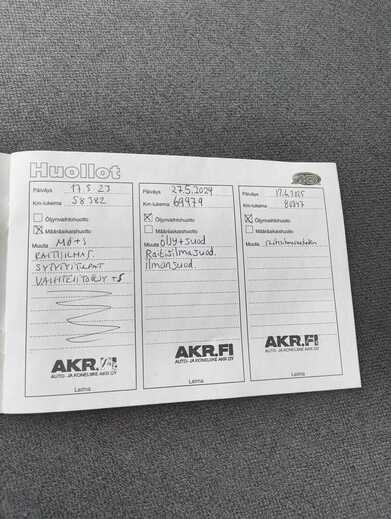 Huollot
Päiväys 17.5.23
Km-lukema 58382
Öljynvaihtohuolto
Määräaikaishuolto
Muuta MÖ+S
RAITISILMAS.
SYTYTYSTULPAT
VAIHTEISTOÖLJY +S
AKR.FI
AUTO- JA KONELIIKE AKR OY
Leima
Päiväys 27.5.2024
Km-lukema 69979
Öljynvaihtohuolto
Määräaikaishuolto
Muuta öljy+suod
Raitisilmasuod.
ilmansuod.
AKR.FI
AUTO- JA KONELIIKE AKR OY
Leima
Päiväys
Km-lukema
Öljynvaihtohuolto
Määräaikaishuolto
Muuta
AKR.FI
AUTO- JA KONELIIKE AKR OY
Leima